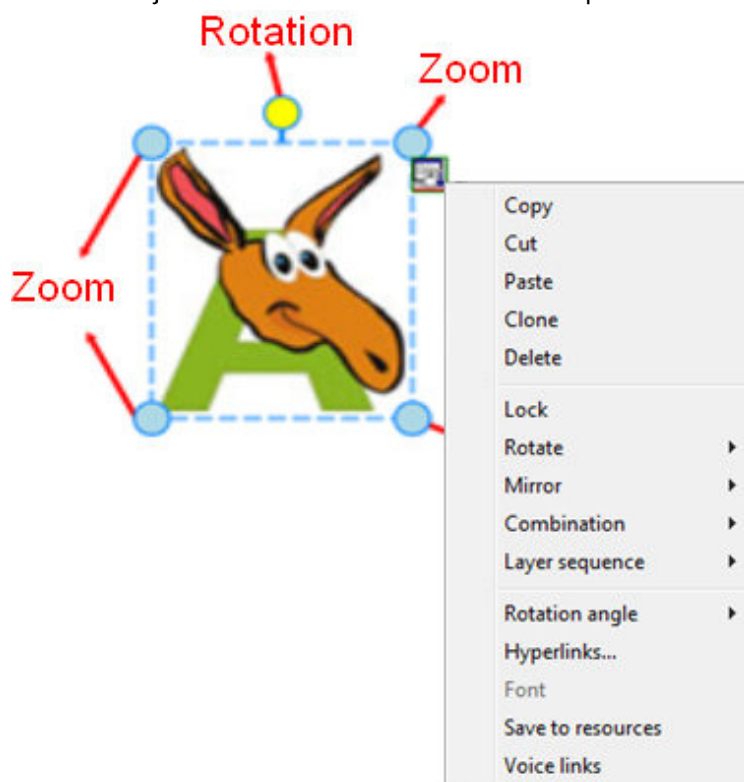 Rotation
Zoom
Zoom
A
Copy
Cut
Paste
Clone
Delete
Lock
Rotate
Mirror
Combination
Layer sequence
Rotation angle
Hyperlinks...
Font
Save to resources
Voice links